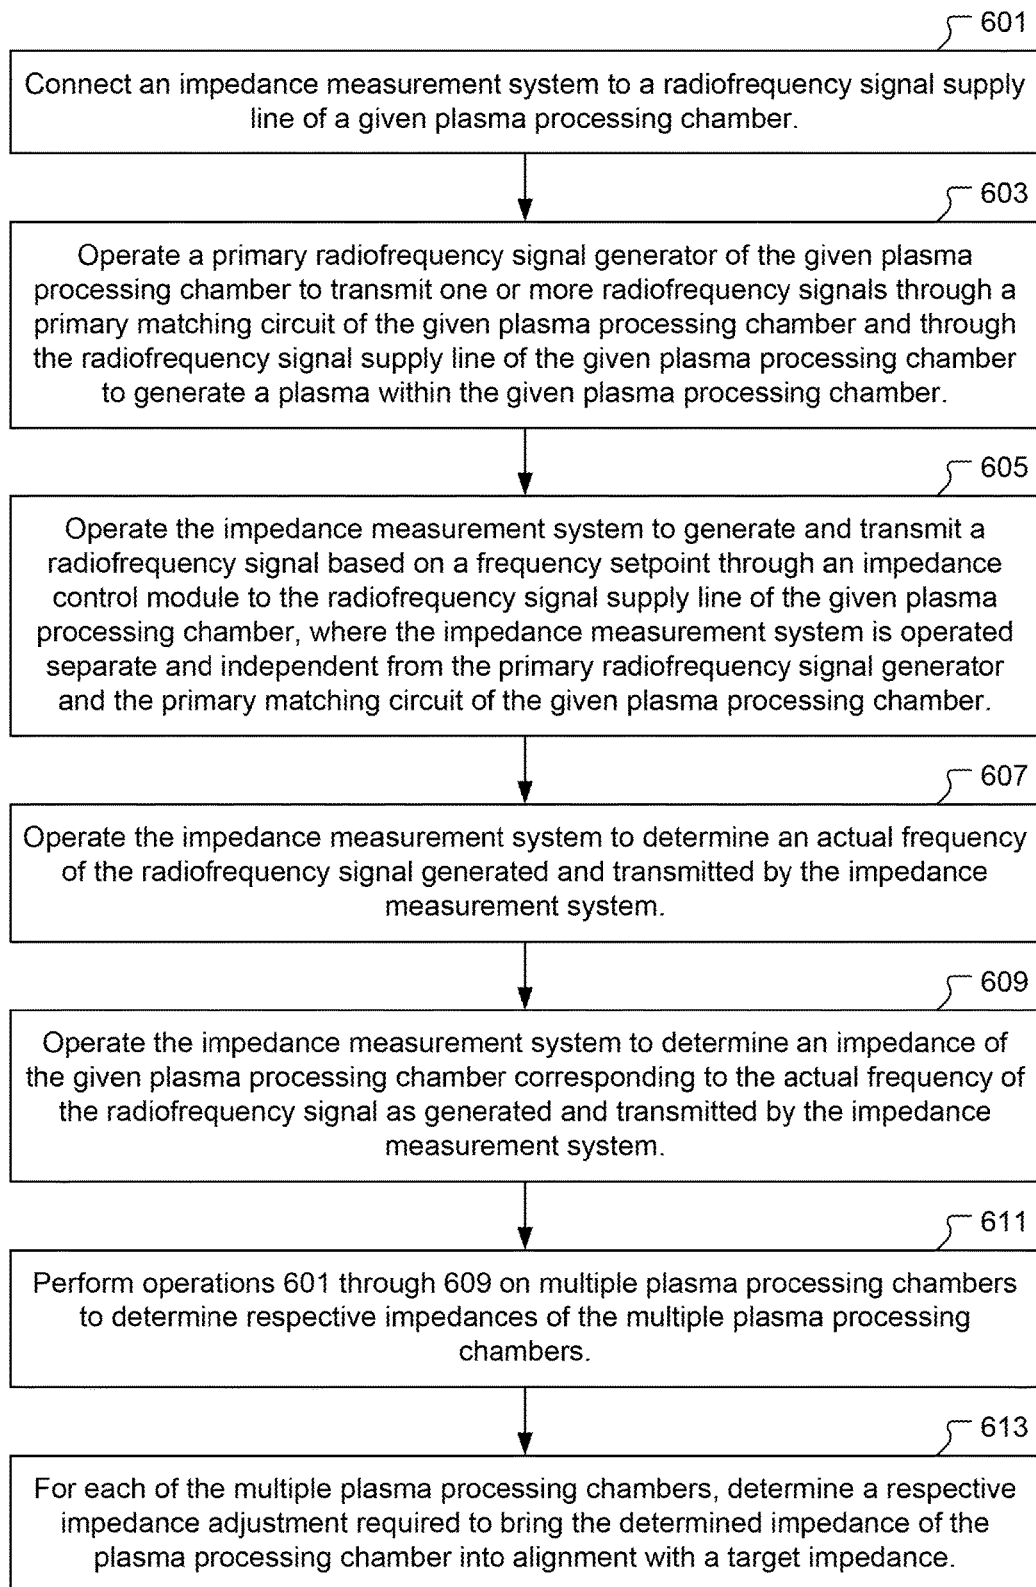 601
Connect an impedance measurement system to a radiofrequency signal supply
line of a given plasma processing chamber.
603
Operate a primary radiofrequency signal generator of the given plasma
processing chamber to transmit one or more radiofrequency signals through a
primary matching circuit of the given plasma processing chamber and through
the radiofrequency signal supply line of the given plasma processing chamber
to generate a plasma within the given plasma processing chamber.
605
Operate the impedance measurement system to generate and transmit a
radiofrequency signal based on a frequency setpoint through an impedance
control module to the radiofrequency signal supply line of the given plasma
processing chamber, where the impedance measurement system is operated
separate and independent from the primary radiofrequency signal generator
and the primary matching circuit of the given plasma processing chamber.
607
Operate the impedance measurement system to determine an actual frequency
of the radiofrequency signal generated and transmitted by the impedance
measurement system.
609
Operate the impedance measurement system to determine an impedance of
the given plasma processing chamber corresponding to the actual frequency of
the radiofrequency signal as generated and transmitted by the impedance
measurement system.
611
Perform operations 601 through 609 on multiple plasma processing chambers
to determine respective impedances of the multiple plasma processing
chambers.
613
For each of the multiple plasma processing chambers, determine a respective
impedance adjustment required to bring the determined impedance of the
plasma processing chamber into alignment with a target impedance.